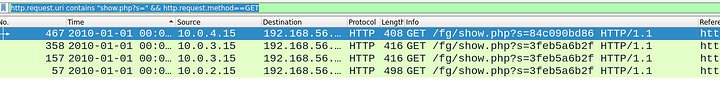 http.request.uri contains "show.php?s=" && http.request.method==GET
No. Time Source Destination Protocol Length Info Refere
467 2010-01-01 00:0… 10.0.4.15 192.168.56.… HTTP 408 GET /fg/show.php?s=84c090bd86 HTTP/1.1 htt
358 2010-01-01 00:0… 10.0.3.15 192.168.56.… HTTP 416 GET /fg/show.php?s=3feb5a6b2f HTTP/1.1 htt
157 2010-01-01 00:0… 10.0.3.15 192.168.56.… HTTP 416 GET /fg/show.php?s=3feb5a6b2f HTTP/1.1 htt
57 2010-01-01 00:0… 10.0.2.15 192.168.56.… HTTP 498 GET /fg/show.php?s=3feb5a6b2f HTTP/1.1 htt